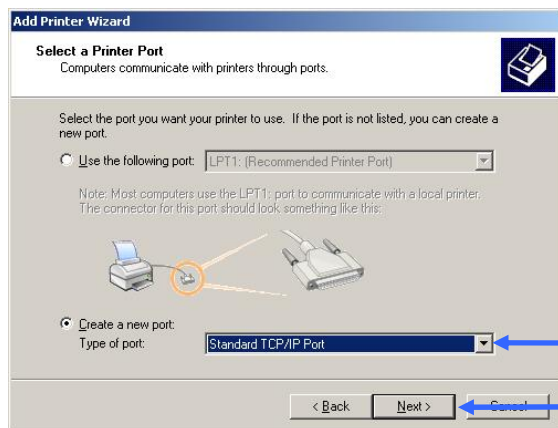 Add Printer Wizard
Select a Printer Port
Computers communicate with printers through ports.
Select the port you want your printer to use. If the port is not listed, you can create a
new port.
Use the following port: LPT1: (Recommended Printer Port)
Note: Most computers use the LPT1: port to communicate with a local printer.
The connector for this port should look something like this:
Create a new port:
Type of port: Standard TCP/IP Port
< Back Next > Cancel